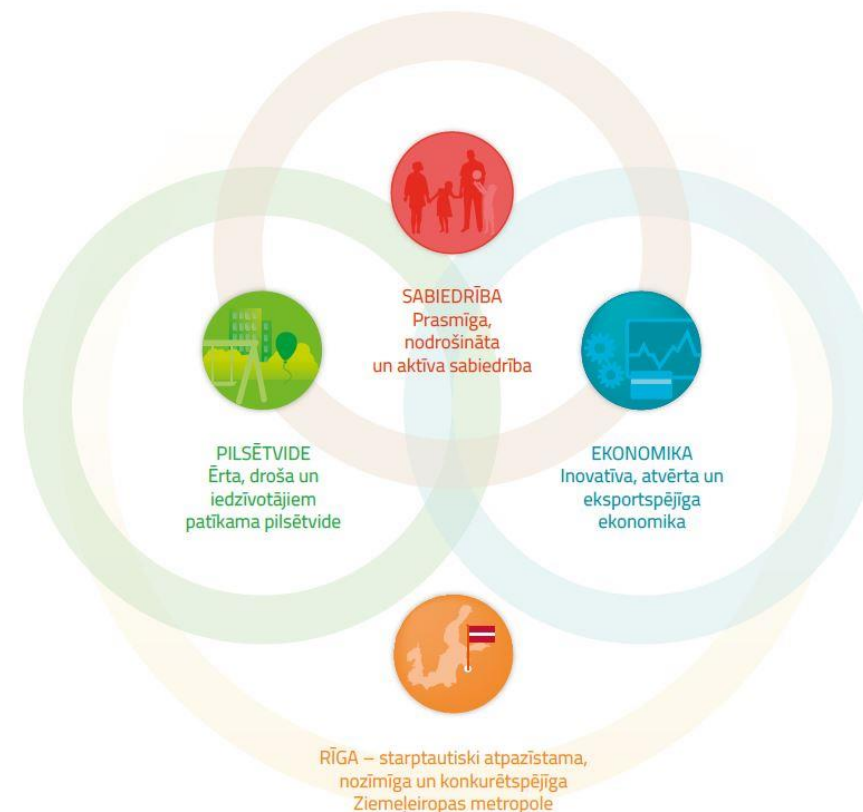 SABIEDRĪBA
Prasmīga,
nodrošināta
un aktīva sabiedrība
PILSĒTVIDE
Ērta, droša un
iedzīvotājiem
patīkama pilsētvide
EKONOMIKA
Inovatīva, atvērta un
eksportspējīga
ekonomika
RĪGA – starptautiski atpazīstama,
nozīmīga un konkurētspējīga
Ziemeleiropas metropole